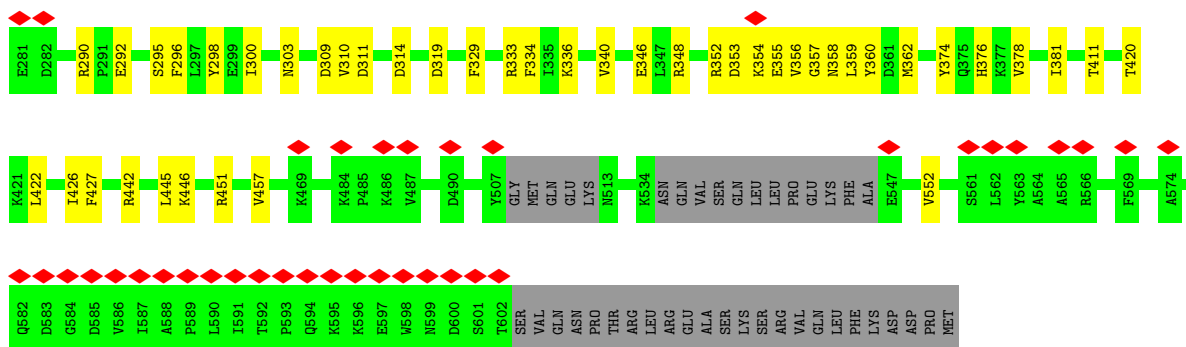 E281 D282 R290 P291 E292 S295 F296 L297 Y298 E299 I300 N303 D309 V310 D311 D314 D319 F329 R333 F334 I335 K336 V340 E346 L347 R348 R352 D353 K354 E355 V356 G357 N358 L359 Y360 D361 M362 Y374 Q375 H376 K377 V378 I381 T411 T420
K421 L422 I426 F427 R442 L445 K446 R451 V457 K469 K484 P485 K486 V487 D490 Y507 GLY MET GLN GLU LYS N513 K534 ASN GLN VAL SER GLN LEU LEU PRO GLU LYS PHE ALA E547 V552 S561 L562 Y563 A564 A565 R566 F569 A574
Q582 D583 G584 D585 V586 I587 A588 P589 L590 I591 T592 P593 Q594 K595 K596 E597 W598 N599 D600 S601 T602 SER VAL GLN ASN PRO THR ARG LEU ARG GLU ALA SER LYS SER ARG VAL GLN LEU PHE LYS ASP ASP PRO MET